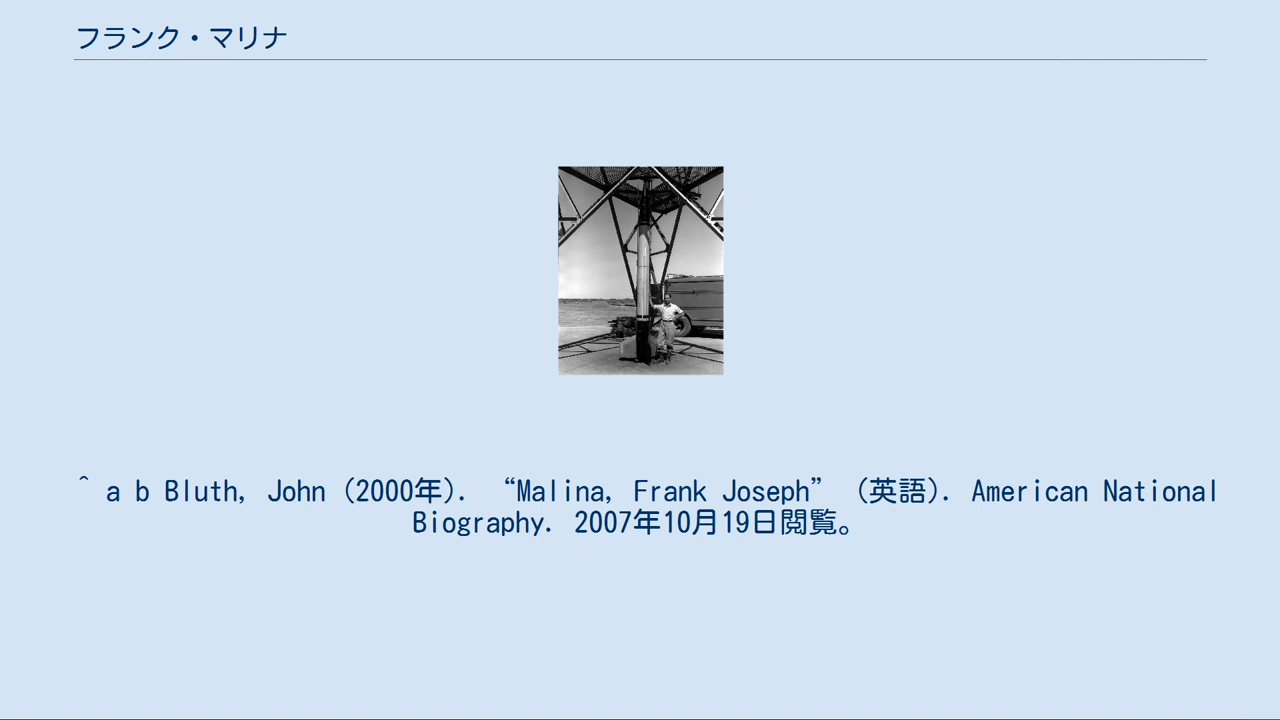 フランク・マリナ
^ a b Bluth, John (2000年). “Malina, Frank Joseph” (英語). American National
Biography. 2007年10月19日閲覧。